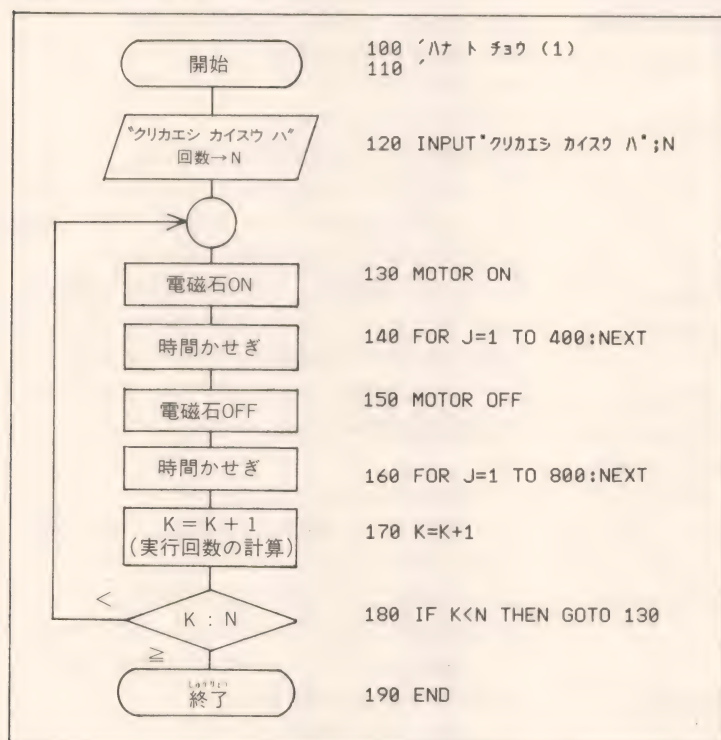 開始
100 'ハナ ト チョウ (1)
110 '
"クリカエシ カイスウ ハ"
回数→N
120 INPUT"クリカエシ カイスウ ハ";N
電磁石ON
130 MOTOR ON
時間かせぎ
140 FOR J=1 TO 400:NEXT
電磁石OFF
150 MOTOR OFF
時間かせぎ
160 FOR J=1 TO 800:NEXT
K = K + 1
(実行回数の計算)
170 K=K+1
<
K : N
180 IF K<N THEN GOTO 130
≧
しゅうりょう
終了
190 END